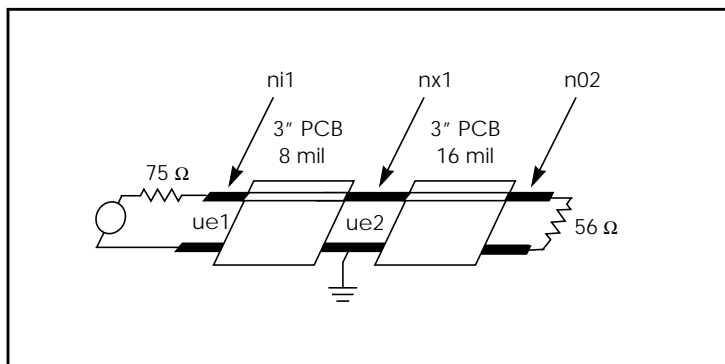 ni1
nx1
n02
3" PCB
8 mil
3" PCB
16 mil
75 Ω
ue1
ue2
56 Ω